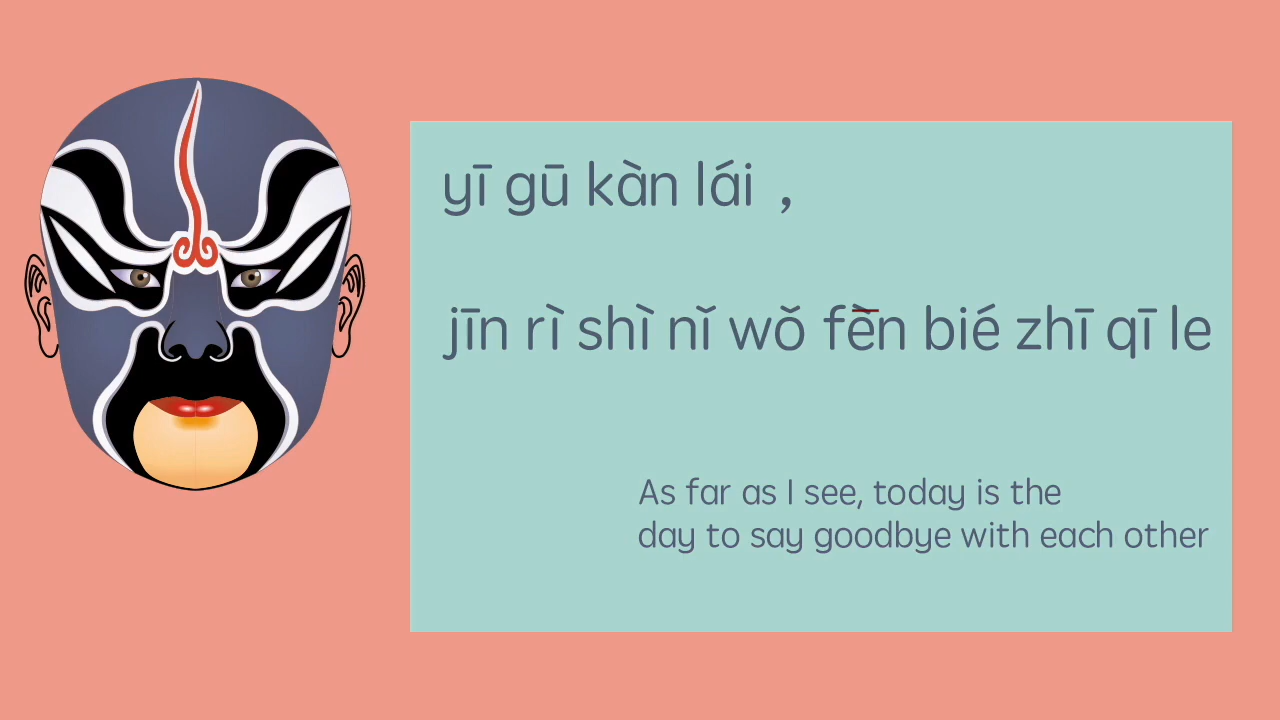 yī gū kàn lái，
jīn rì shì nǐ wǒ fēn bié zhī qī le
As far as I see, today is the
day to say goodbye with each other